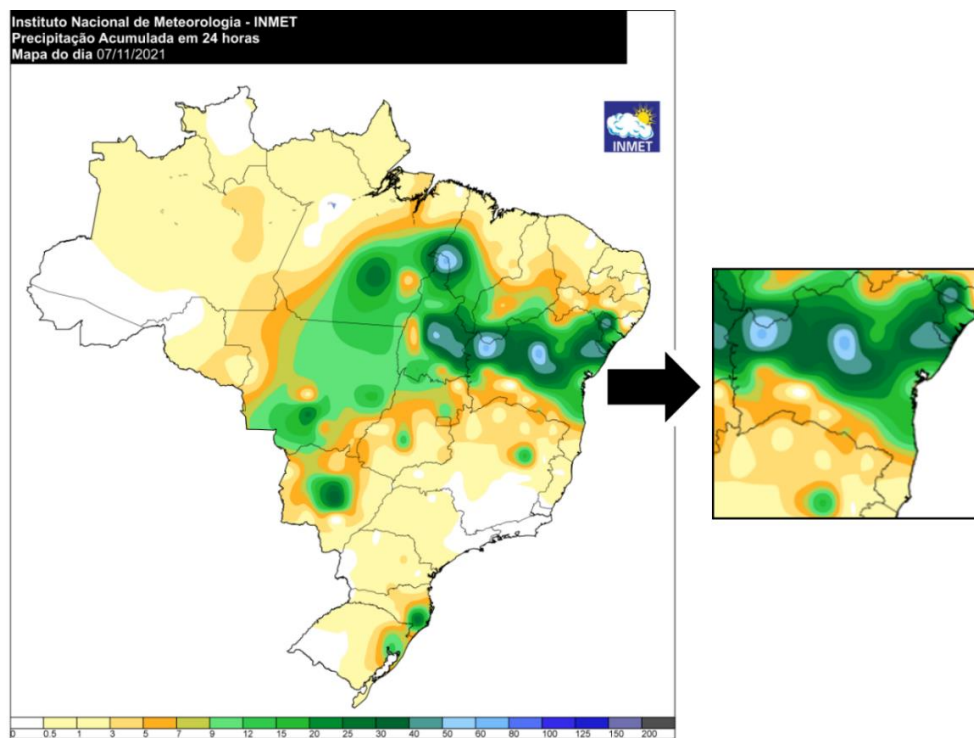 Instituto Nacional de Meteorologia - INMET
Precipitação Acumulada em 24 horas
Mapa do dia 07/11/2021
INMET
0 0.5 1 3 5 7 9 12 15 20 25 30 40 50 60 80 100 125 150 200